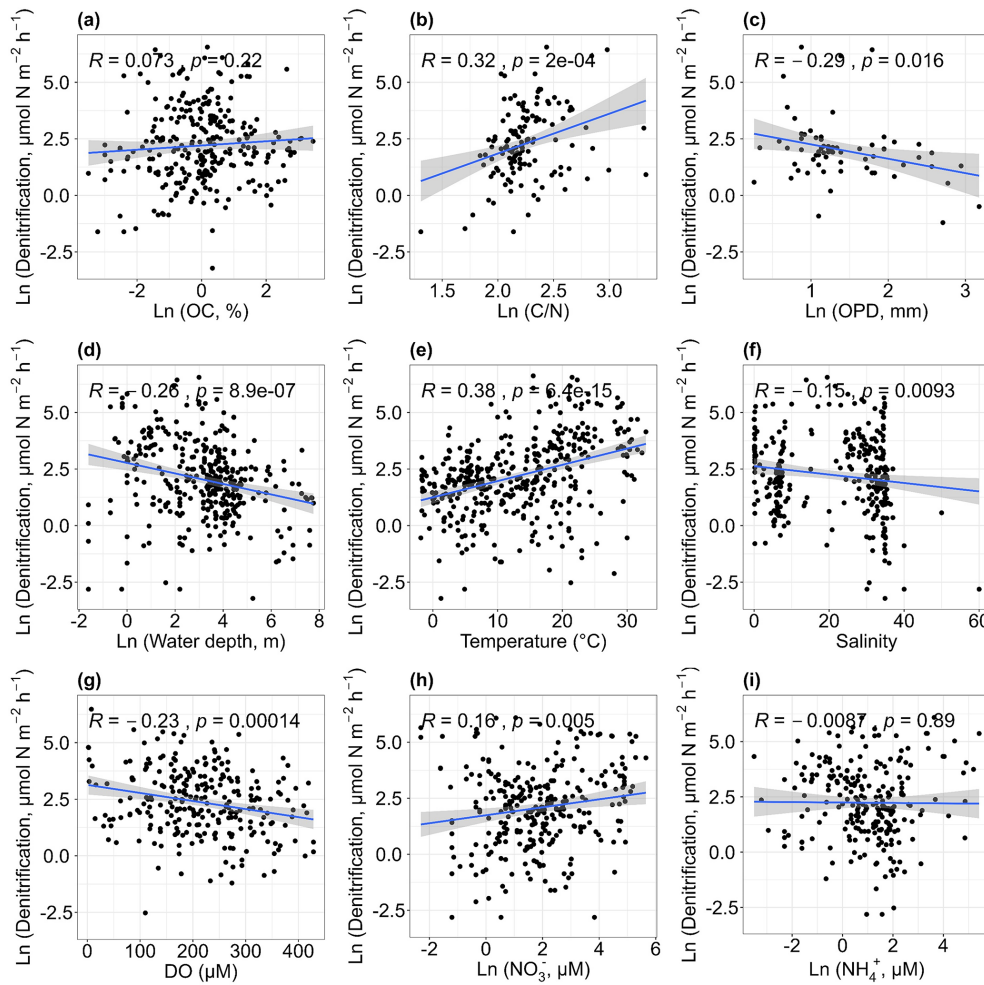 (a)
R = 0.073 , p = 0.22
Ln (Denitrification, μmol N m⁻² h⁻¹)
5.0
2.5
0.0
−2.5
−2 0 2
Ln (OC, %)
(b)
R = 0.32 , p = 2e-04
Ln (Denitrification, μmol N m⁻² h⁻¹)
5.0
2.5
0.0
−2.5
1.5 2.0 2.5 3.0
Ln (C/N)
(c)
R = −0.29 , p = 0.016
Ln (Denitrification, μmol N m⁻² h⁻¹)
5.0
2.5
0.0
−2.5
1 2 3
Ln (OPD, mm)
(d)
R = −0.26 , p = 8.9e-07
Ln (Denitrification, μmol N m⁻² h⁻¹)
5.0
2.5
0.0
−2.5
−2 0 2 4 6 8
Ln (Water depth, m)
(e)
R = 0.38 , p = 6.4e-15
Ln (Denitrification, μmol N m⁻² h⁻¹)
5.0
2.5
0.0
−2.5
0 10 20 30
Temperature (°C)
(f)
R = −0.15 , p = 0.0093
Ln (Denitrification, μmol N m⁻² h⁻¹)
5.0
2.5
0.0
−2.5
0 20 40 60
Salinity
(g)
R = −0.23 , p = 0.00014
Ln (Denitrification, μmol N m⁻² h⁻¹)
5.0
2.5
0.0
−2.5
0 100 200 300 400
DO (μM)
(h)
R = 0.16 , p = 0.005
Ln (Denitrification, μmol N m⁻² h⁻¹)
5.0
2.5
0.0
−2.5
−2 0 2 4 6
Ln (NO₃⁻, μM)
(i)
R = −0.0087 , p = 0.89
Ln (Denitrification, μmol N m⁻² h⁻¹)
5.0
2.5
0.0
−2.5
−2 0 2 4
Ln (NH₄⁺, μM)